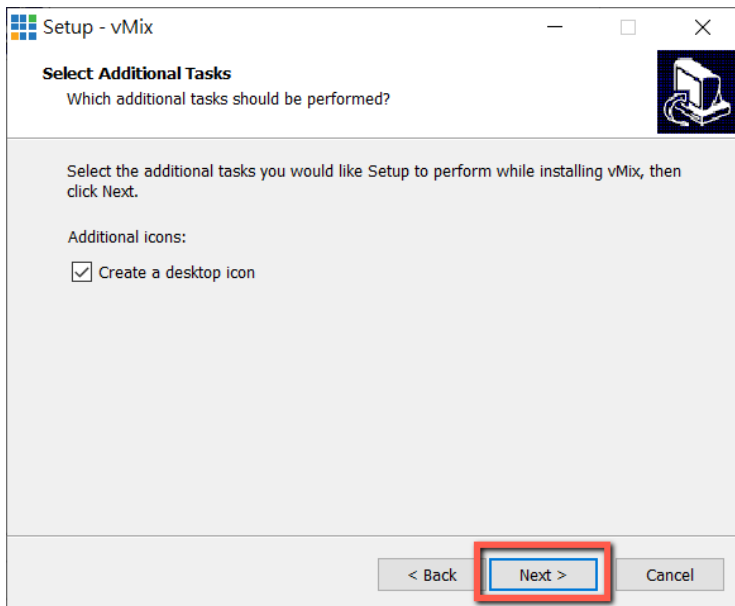 Setup - vMix
Select Additional Tasks
Which additional tasks should be performed?
Select the additional tasks you would like Setup to perform while installing vMix, then
click Next.
Additional icons:
Create a desktop icon
< Back
Next >
Cancel